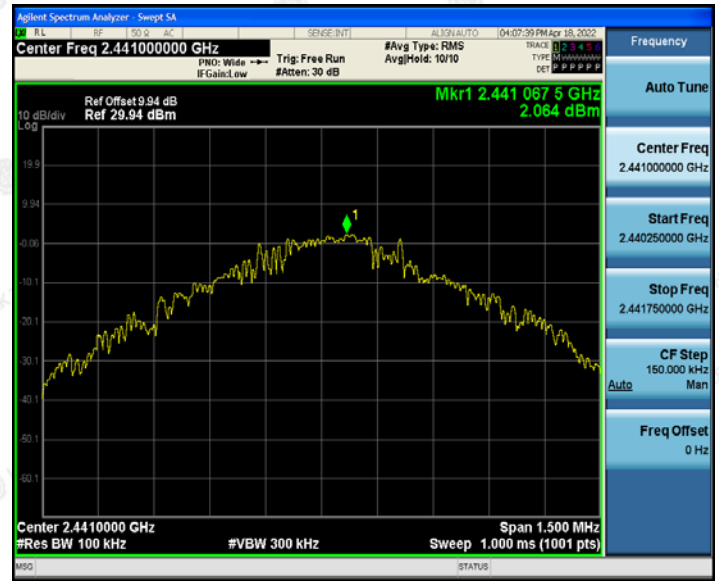 Agilent Spectrum Analyzer - Swept SA
RL RF 50 Ω AC SENSE:INT ALIGN AUTO 04:07:39 PM Apr 18, 2022
Center Freq 2.441000000 GHz
PNO: Wide
IFGain:Low
Trig: Free Run
#Atten: 30 dB
#Avg Type: RMS
Avg|Hold: 10/10
TRACE 1 2 3 4 5 6
TYPE M
DET P P P P P P
Ref Offset 9.94 dB
10 dB/div Ref 29.94 dBm
Log
Mkr1 2.441 067 5 GHz
2.064 dBm
1
19.9
9.94
-0.06
-10.1
-20.1
-30.1
-40.1
-50.1
-60.1
Center 2.4410000 GHz Span 1.500 MHz
#Res BW 100 kHz #VBW 300 kHz Sweep 1.000 ms (1001 pts)
MSG STATUS
Frequency
Auto Tune
Center Freq
2.441000000 GHz
Start Freq
2.440250000 GHz
Stop Freq
2.441750000 GHz
CF Step
150.000 kHz
Auto Man
Freq Offset
0 Hz